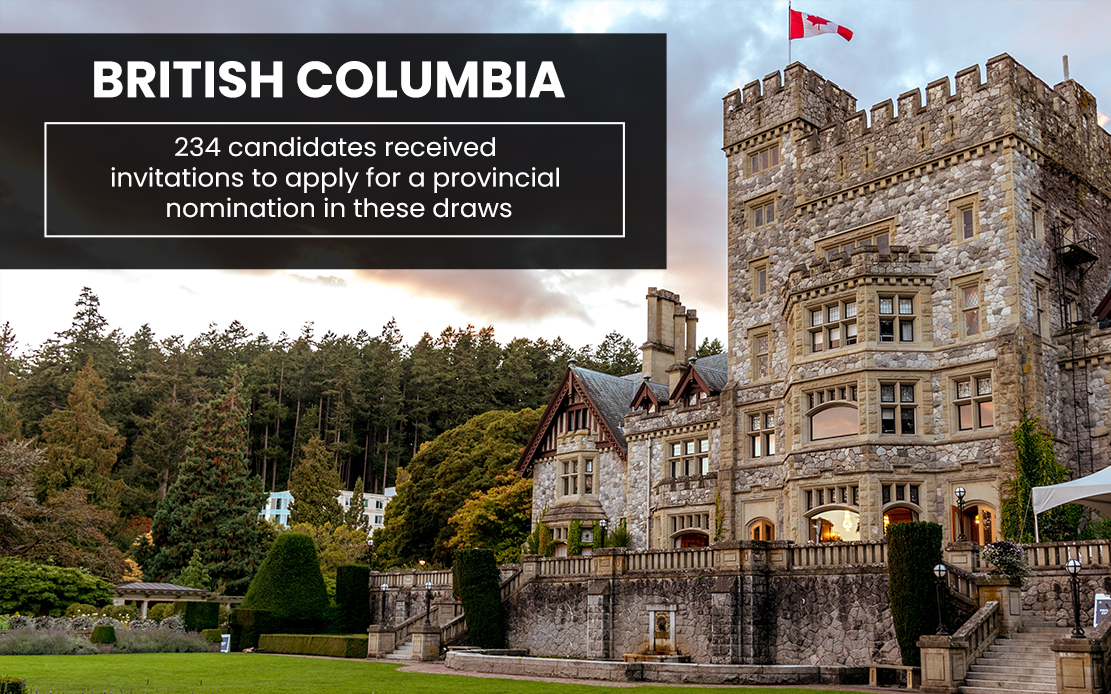 BRITISH COLUMBIA
234 candidates received
invitations to apply for a provincial
nomination in these draws